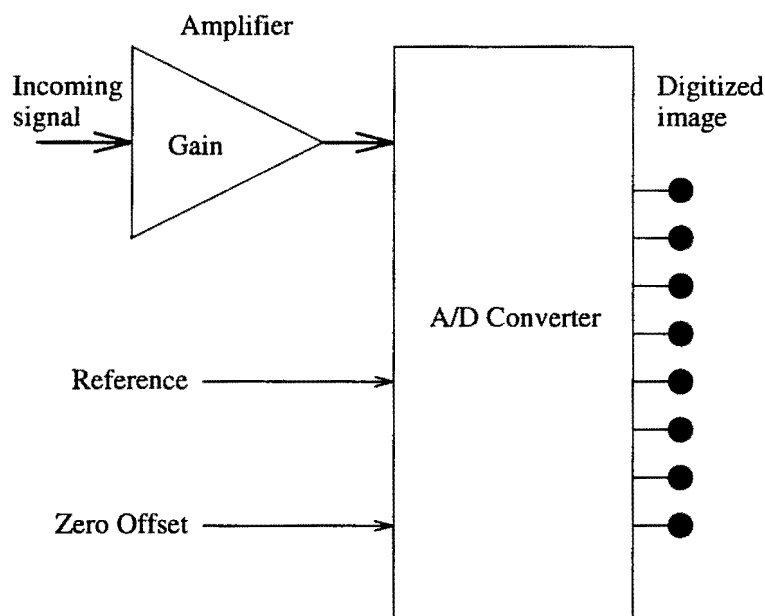 Amplifier
Incoming
signal
Gain
Digitized
image
A/D Converter
Reference
Zero Offset